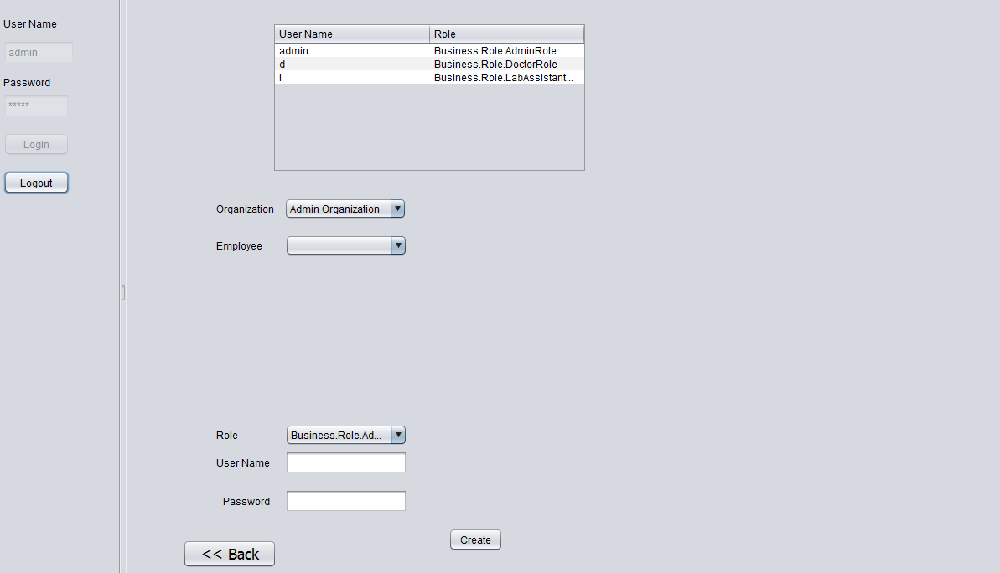 User Name
admin
Password
*****
Login
Logout
User Name Role
admin Business.Role.AdminRole
d Business.Role.DoctorRole
l Business.Role.LabAssistant...
Organization Admin Organization
Employee
Role Business.Role.Ad...
User Name
Password
Create
<< Back